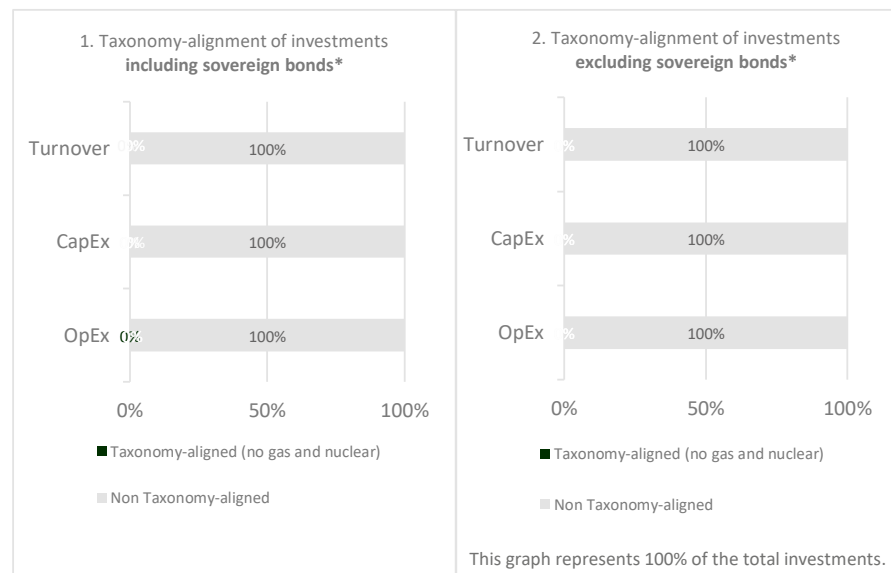 1. Taxonomy-alignment of investments
including sovereign bonds*
Turnover
100%
CapEx
100%
OpEx
0%
100%
0%
50%
100%
Taxonomy-aligned (no gas and nuclear)
Non Taxonomy-aligned
2. Taxonomy-alignment of investments
excluding sovereign bonds*
Turnover
100%
CapEx
100%
OpEx
100%
0%
50%
100%
Taxonomy-aligned (no gas and nuclear)
Non Taxonomy-aligned
This graph represents 100% of the total investments.